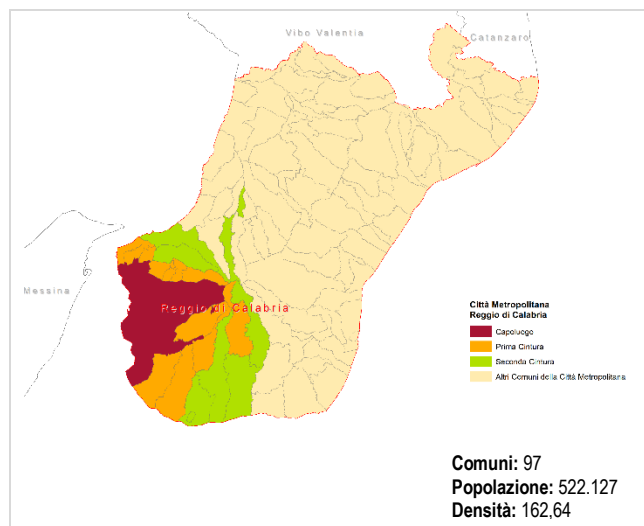 Vibo Valentia
Catanzaro
Messina
Reggio di Calabria
Città Metropolitana
Reggio di Calabria
Capoluogo
Prima Cintura
Seconda Cintura
Altri Comuni della Città Metropolitana
Comuni: 97
Popolazione: 522.127
Densità: 162,64